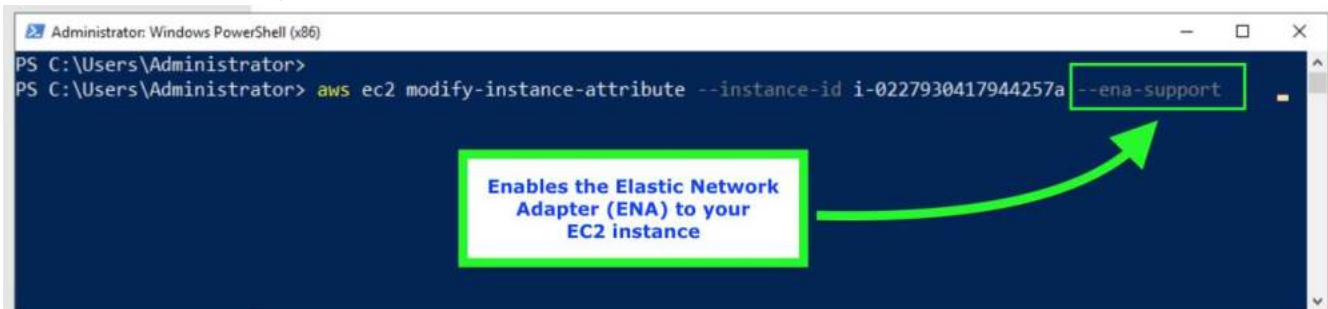 Administrator: Windows PowerShell (x86)
PS C:\Users\Administrator>
PS C:\Users\Administrator> aws ec2 modify-instance-attribute --instance-id i-0227930417944257a --ena-support
Enables the Elastic Network
Adapter (ENA) to your
EC2 instance